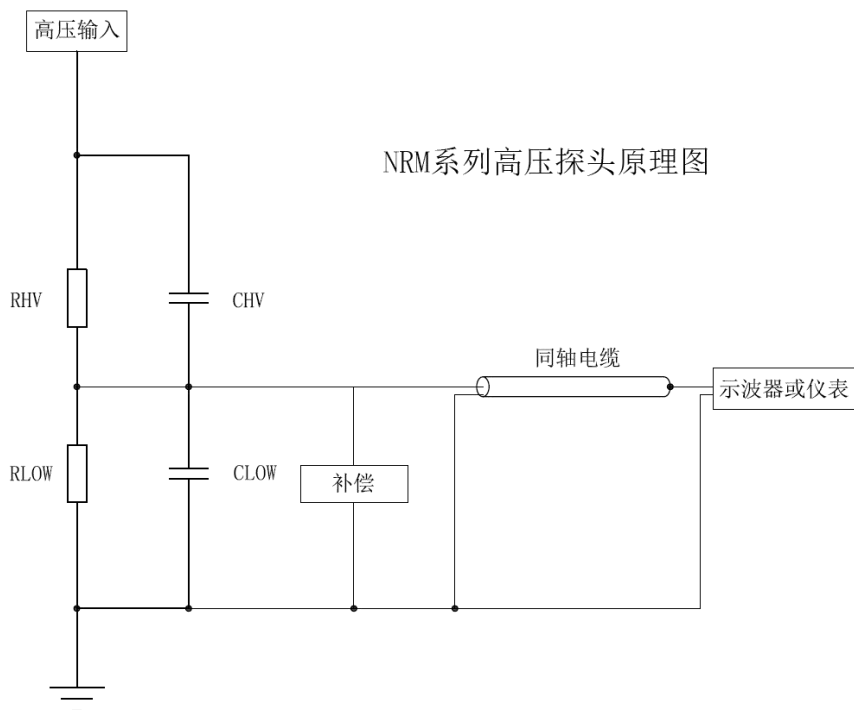 高压输入
NRM系列高压探头原理图
RHV
CHV
同轴电缆
示波器或仪表
RLOW
CLOW
补偿